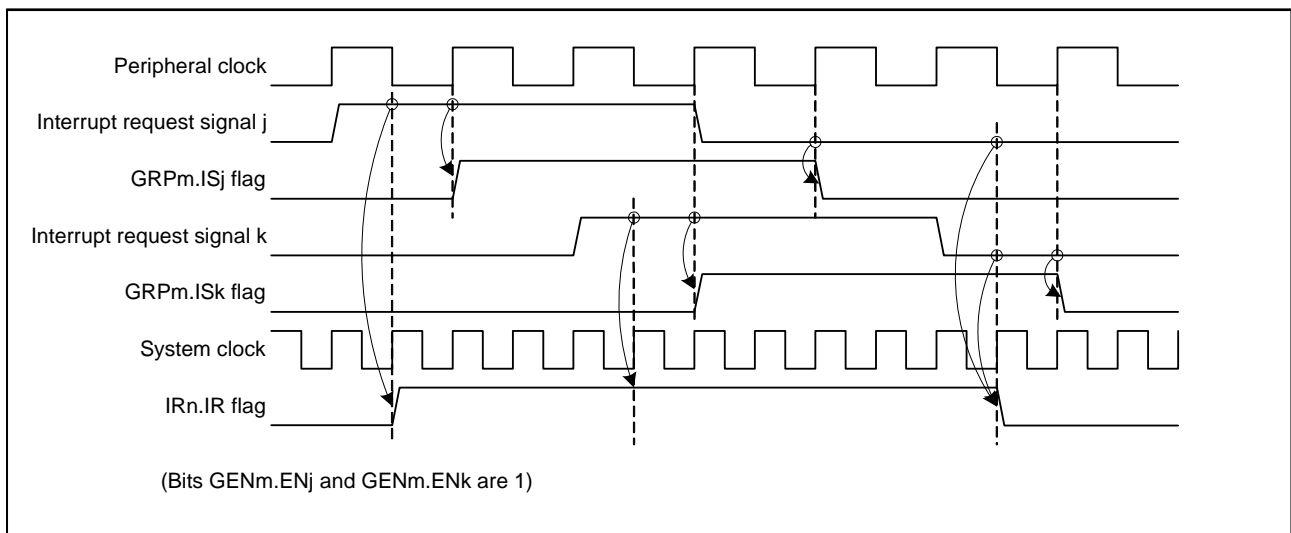 Peripheral clock
Interrupt request signal j
GRPm.ISj flag
Interrupt request signal k
GRPm.ISk flag
System clock
IRn.IR flag
(Bits GENm.ENj and GENm.ENk are 1)